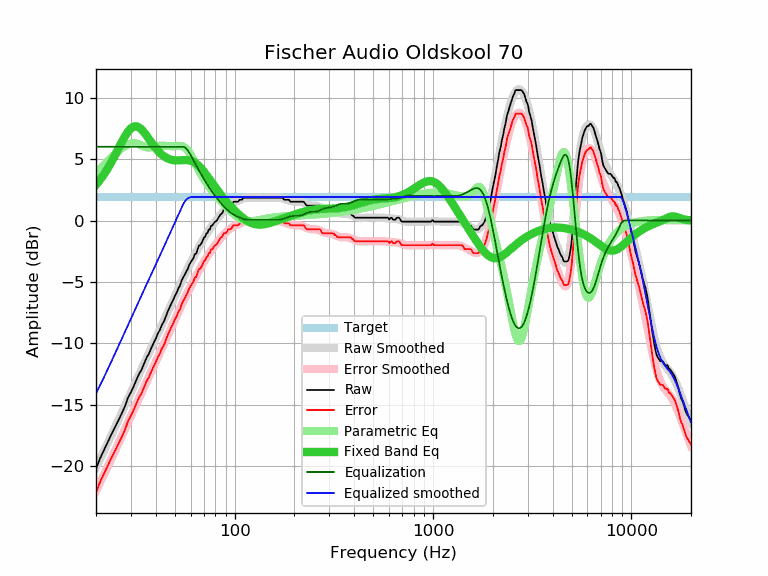 Fischer Audio Oldskool 70
Amplitude (dBr)
10
5
0
−5
−10
−15
−20
Target
Raw Smoothed
Error Smoothed
Raw
Error
Parametric Eq
Fixed Band Eq
Equalization
Equalized smoothed
100
1000
10000
Frequency (Hz)